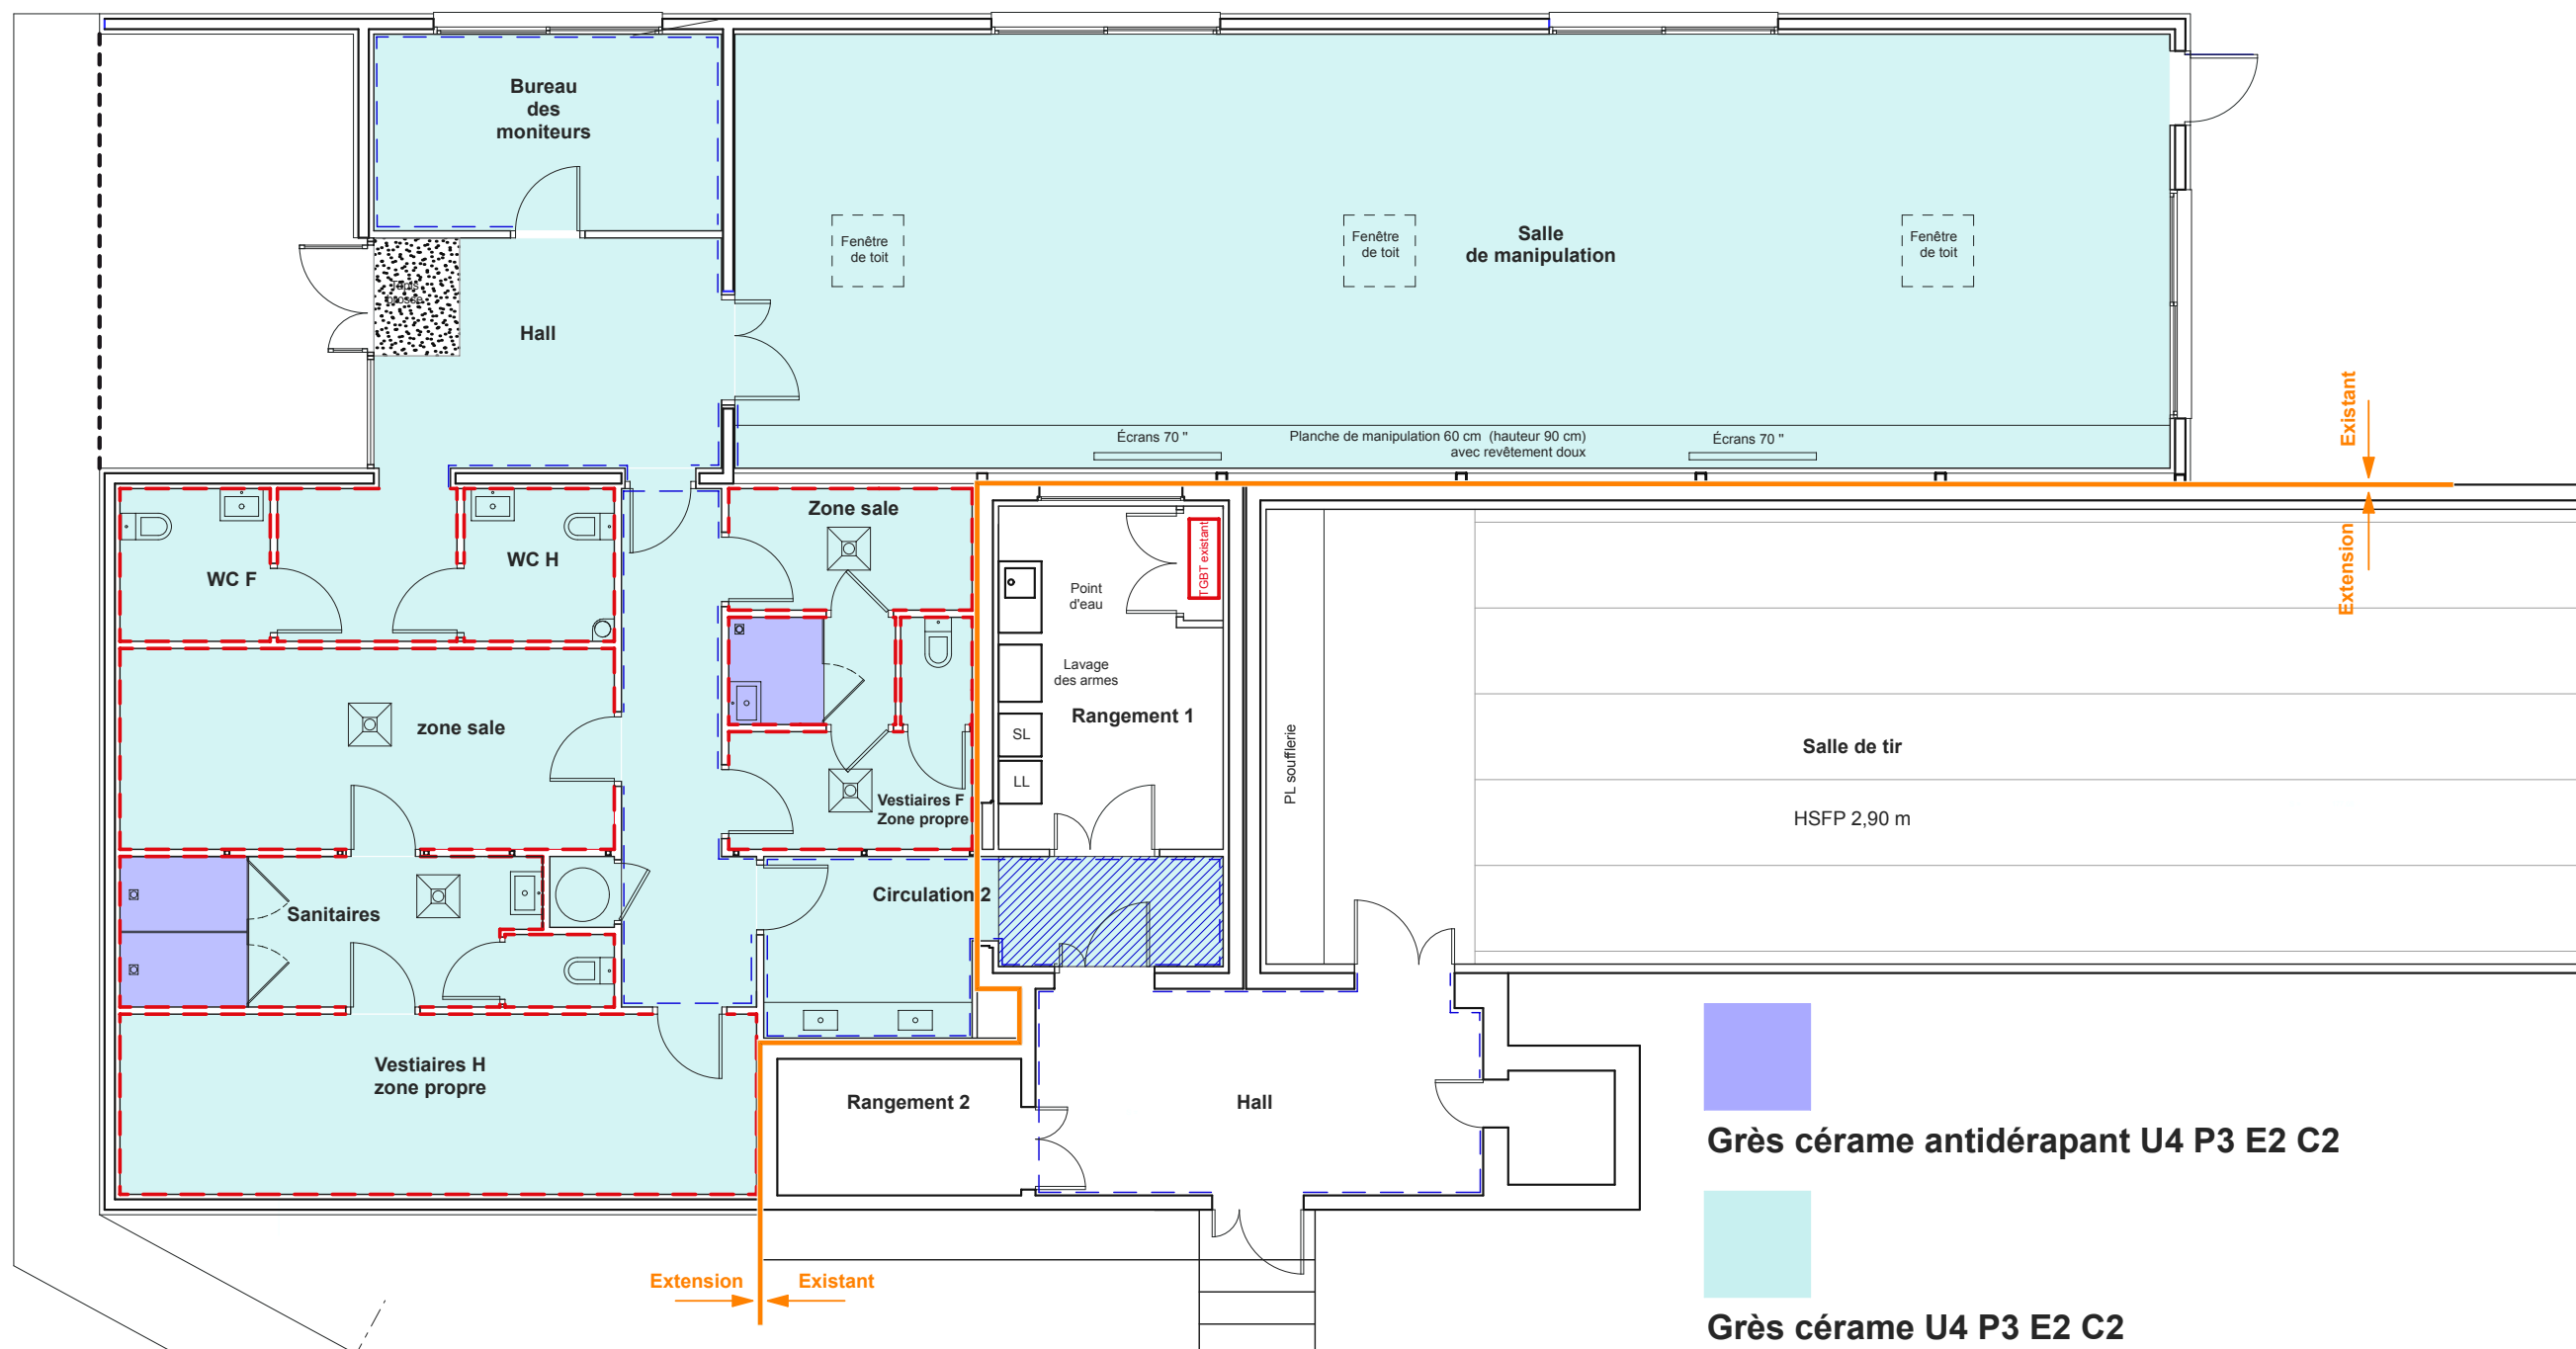 Bureau
des
moniteurs
Fenêtre
de toit
Fenêtre
de toit
Salle
de manipulation
Fenêtre
de toit
Tapis
brosse
Hall
Écrans 70 "
Planche de manipulation 60 cm (hauteur 90 cm)
avec revêtement doux
Écrans 70 "
Existant
Extension
Zone sale
WC H
WC F
TGBT existant
Point
d'eau
Lavage
des armes
Rangement 1
zone sale
SL
LL
PL soufflerie
Salle de tir
HSFP 2,90 m
Vestiaires F
Zone propre
Circulation 2
Sanitaires
Vestiaires H
zone propre
Rangement 2
Hall
Grès cérame antidérapant U4 P3 E2 C2
Extension
Existant
Grès cérame U4 P3 E2 C2